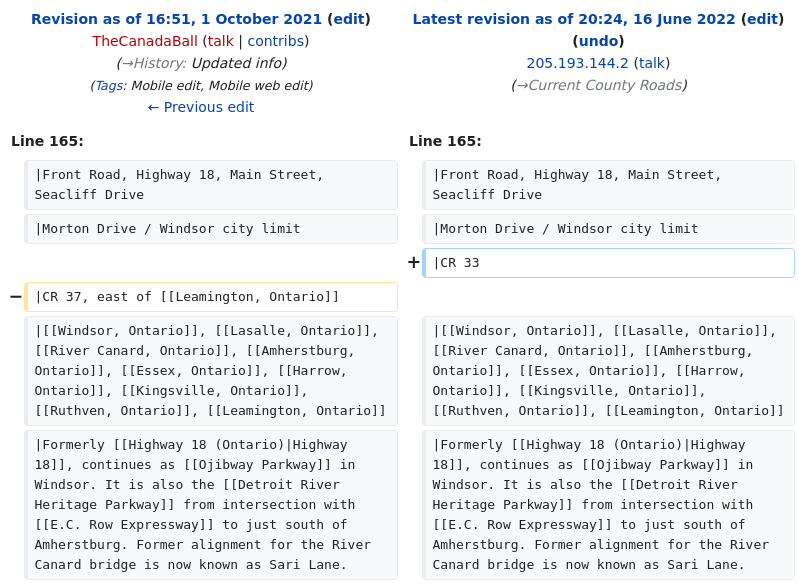 Revision as of 16:51, 1 October 2021 (edit)
TheCanadaBall (talk | contribs)
(→History: Updated info)
(Tags: Mobile edit, Mobile web edit)
← Previous edit
Latest revision as of 20:24, 16 June 2022 (edit)
(undo)
205.193.144.2 (talk)
(→Current County Roads)
Line 165:
Line 165:
|Front Road, Highway 18, Main Street,
Seacliff Drive
|Front Road, Highway 18, Main Street,
Seacliff Drive
|Morton Drive / Windsor city limit
|Morton Drive / Windsor city limit
+ |CR 33
− |CR 37, east of [[Leamington, Ontario]]
|[[Windsor, Ontario]], [[Lasalle, Ontario]],
[[River Canard, Ontario]], [[Amherstburg,
Ontario]], [[Essex, Ontario]], [[Harrow,
Ontario]], [[Kingsville, Ontario]],
[[Ruthven, Ontario]], [[Leamington, Ontario]]
|[[Windsor, Ontario]], [[Lasalle, Ontario]],
[[River Canard, Ontario]], [[Amherstburg,
Ontario]], [[Essex, Ontario]], [[Harrow,
Ontario]], [[Kingsville, Ontario]],
[[Ruthven, Ontario]], [[Leamington, Ontario]]
|Formerly [[Highway 18 (Ontario)|Highway
18]], continues as [[Ojibway Parkway]] in
Windsor. It is also the [[Detroit River
Heritage Parkway]] from intersection with
[[E.C. Row Expressway]] to just south of
Amherstburg. Former alignment for the River
Canard bridge is now known as Sari Lane.
|Formerly [[Highway 18 (Ontario)|Highway
18]], continues as [[Ojibway Parkway]] in
Windsor. It is also the [[Detroit River
Heritage Parkway]] from intersection with
[[E.C. Row Expressway]] to just south of
Amherstburg. Former alignment for the River
Canard bridge is now known as Sari Lane.